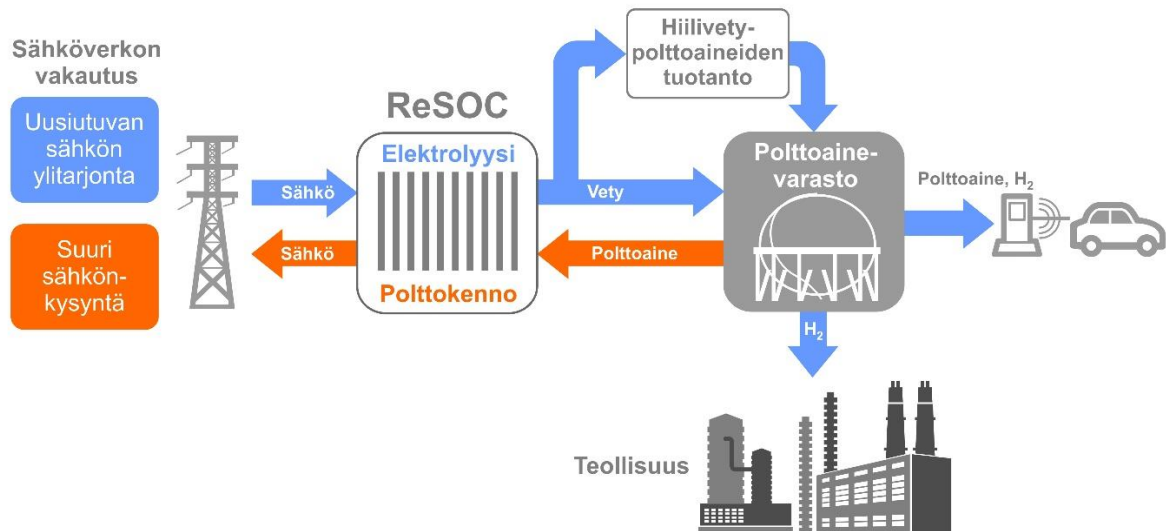 Sähköverkon
vakautus
Uusiutuvan
sähkön
ylitarjonta
Suuri
sähkön-
kysyntä
Sähkö
Sähkö
ReSOC
Elektrolyysi
Polttokenno
Hiilivety-
polttoaineiden
tuotanto
Vety
Polttoaine
Polttoaine-
varasto
Polttoaine, H₂
H₂
Teollisuus